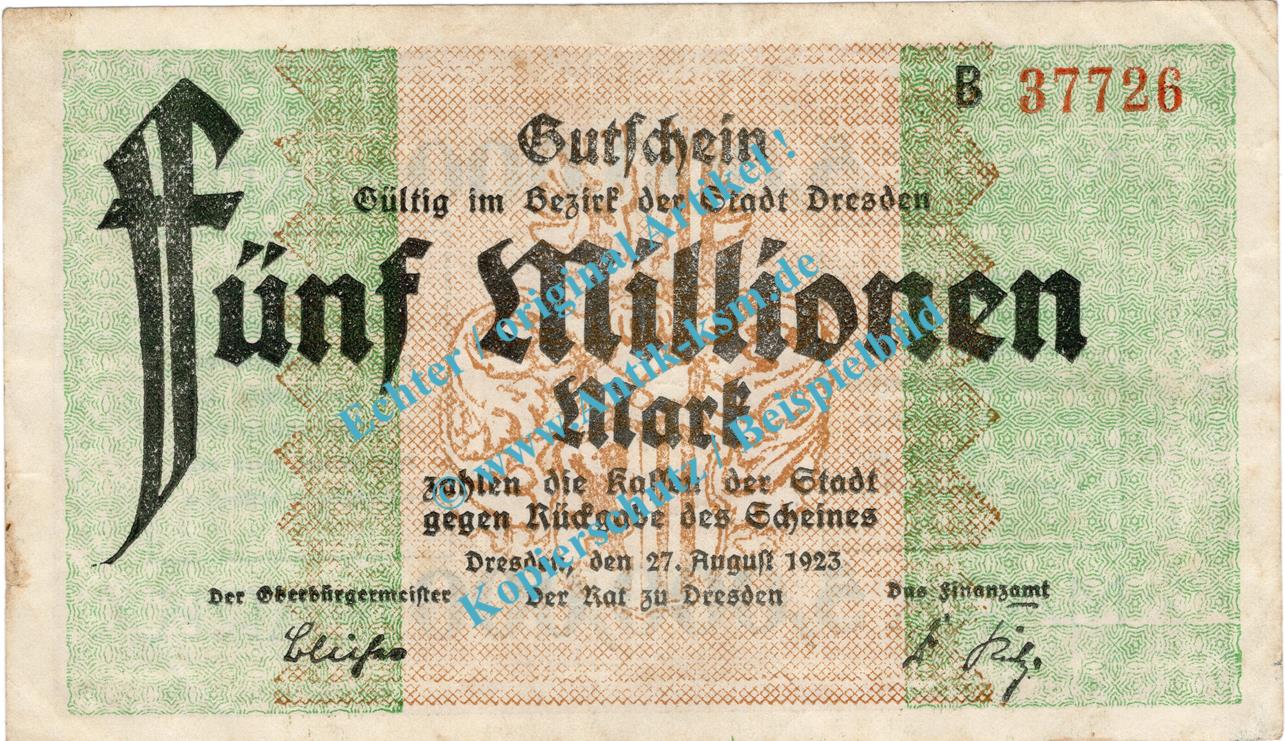 B 37726
Gutschein
Gültig im Bezirk der Stadt Dresden
Fünf Millionen
Mark
zahlen die Kassen der Stadt
gegen Rückgabe des Scheines
Dresden, den 27. August 1923
Der Oberbürgermeister Der Rat zu Dresden Das Finanzamt
Echter / original Artikel !
© www.Antik-ksm.de
Kopierschutz / Beispielbild